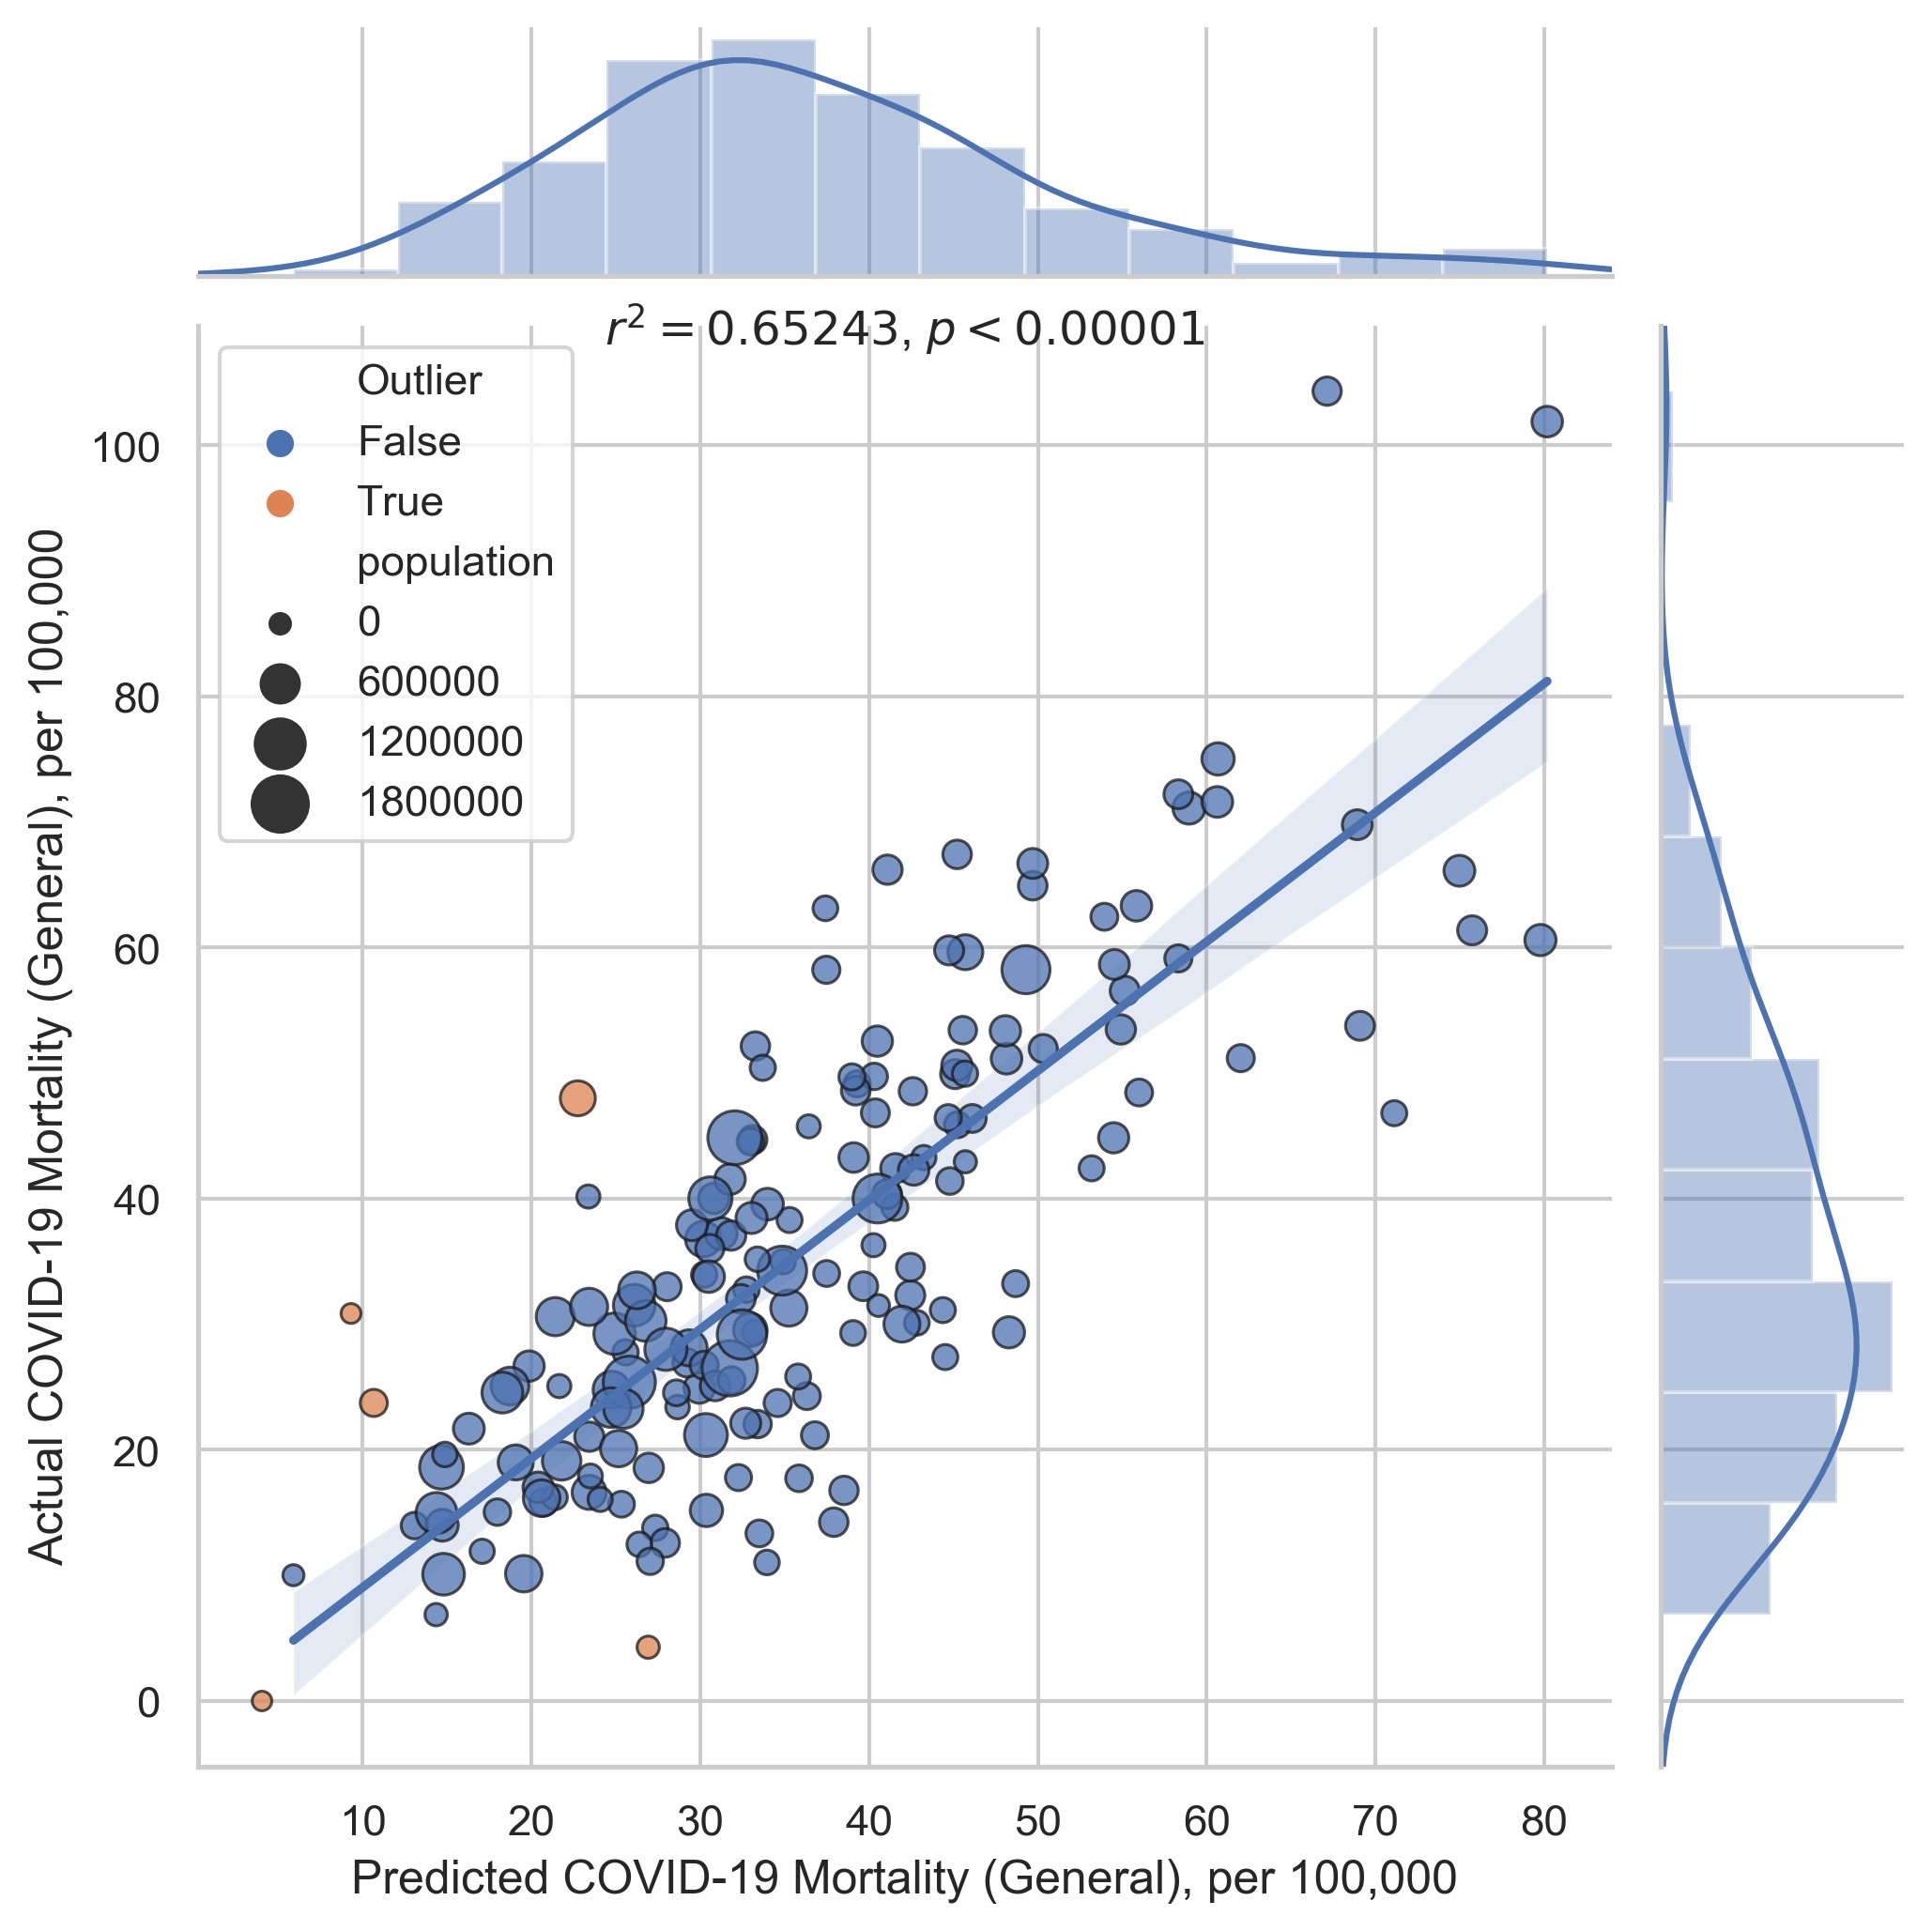 r² = 0.65243, p < 0.00001
Outlier
False
True
population
0
600000
1200000
1800000
Actual COVID-19 Mortality (General), per 100,000
100
80
60
40
20
0
10 20 30 40 50 60 70 80
Predicted COVID-19 Mortality (General), per 100,000